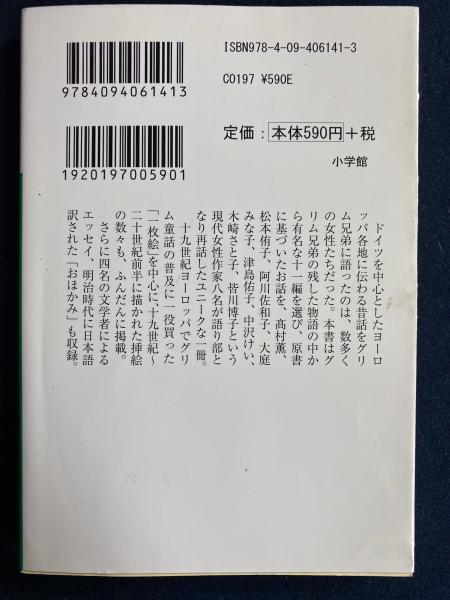 ISBN978-4-09-406141-3
C0197 ¥590E
定価：本体590円＋税
小学館
9784094061413
1920197005901
ドイツを中心としたヨーロ
ッパ各地に伝わる昔話をグリ
ム兄弟に語ったのは、数多く
の女性たちだった。本書はグ
リム兄弟の残した物語の中か
ら有名な十一編を選び、原書
に基づいたお話を、髙村薫、
松本侑子、阿川佐和子、大庭
みな子、津島佑子、中沢けい、
木崎さと子、皆川博子という
現代女性作家八名が語り部と
なり再話したユニークな一冊。
十九世紀ヨーロッパでグリ
ム童話の普及に一役買った
「一枚絵」を中心に、十九世紀～
二十世紀前半に描かれた挿絵
の数々も、ふんだんに掲載。
さらに四名の文学者による
エッセイ、明治時代に日本語
訳された「おほかみ」も収録。